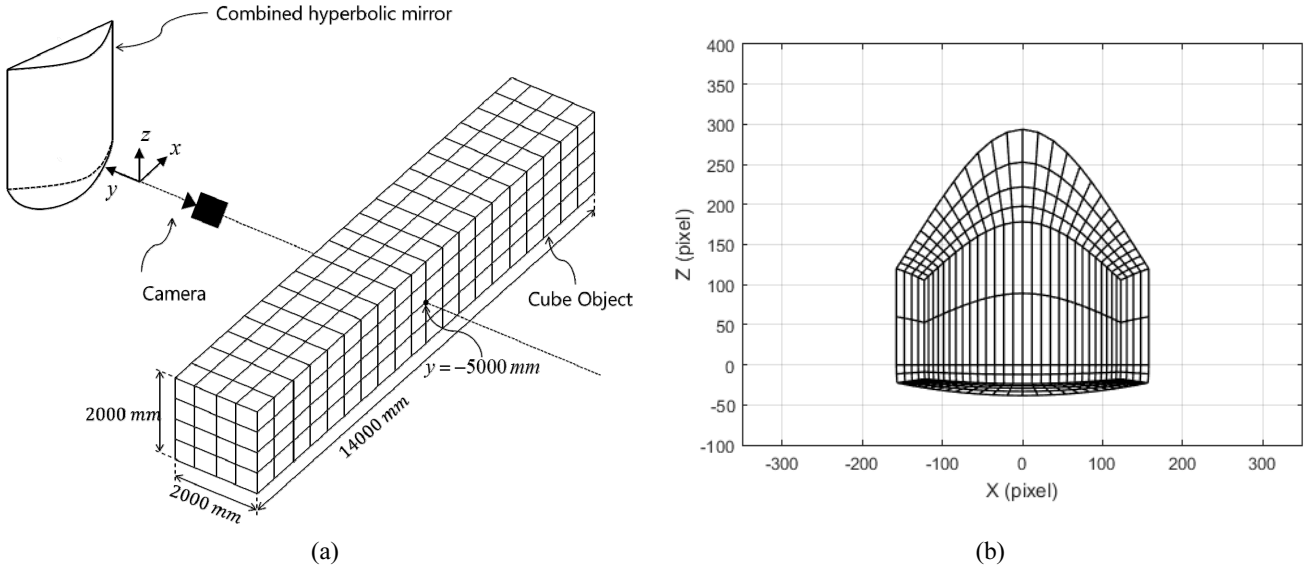 Combined hyperbolic mirror
z
x
y
Camera
Cube Object
y = −5000 mm
2000 mm
14000 mm
2000 mm
(a)
400
350
300
250
200
150
100
50
0
-50
-100
Z (pixel)
-300 -200 -100 0 100 200 300
X (pixel)
(b)